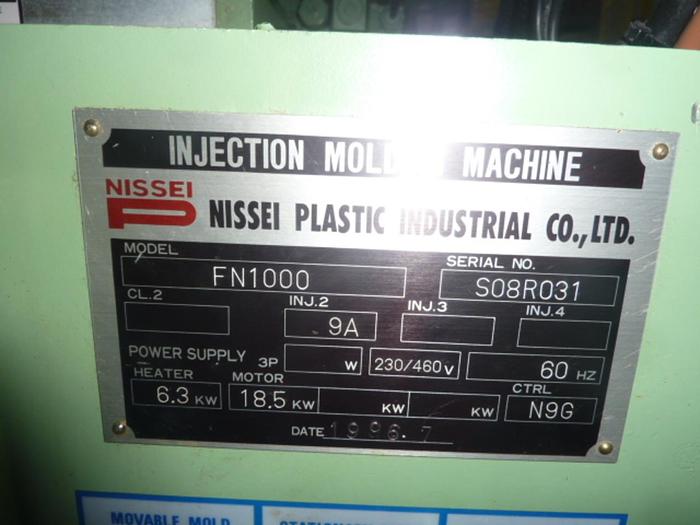 INJECTION MOLDING MACHINE
NISSEI
NISSEI PLASTIC INDUSTRIAL CO., LTD.
MODEL
FN1000
SERIAL NO.
S08R031
CL.2
INJ.2
9A
INJ.3
INJ.4
POWER SUPPLY 3P W 230/460V 60 HZ
HEATER
6.3 KW
MOTOR
18.5 KW KW KW
CTRL
N9G
DATE 1996.7
MOVABLE MOLD